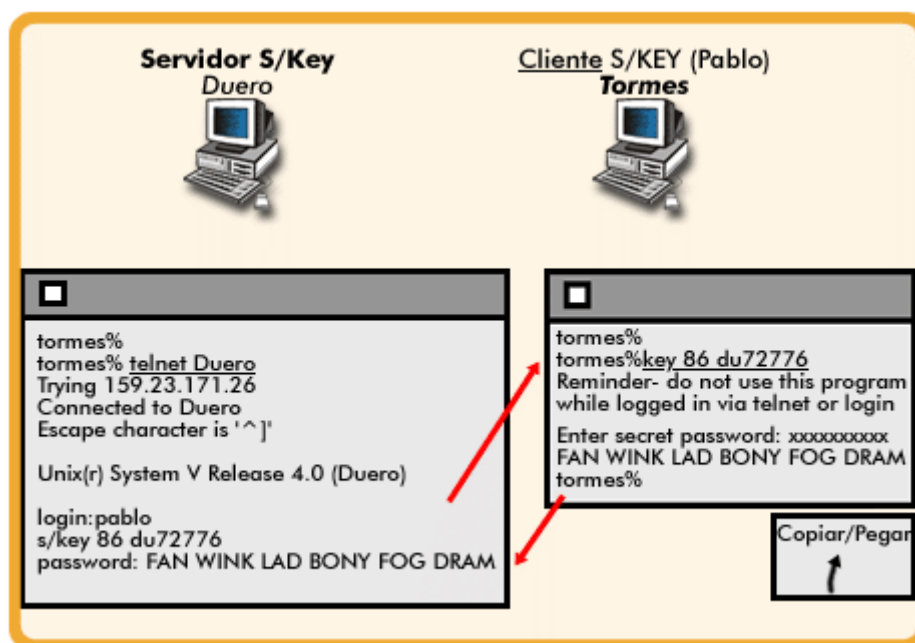 Servidor S/Key
Duero
Cliente S/KEY (Pablo)
Tormes
tormes%
tormes% telnet Duero
Trying 159.23.171.26
Connected to Duero
Escape character is '^]'
Unix(r) System V Release 4.0 (Duero)
login:pablo
s/key 86 du72776
password: FAN WINK LAD BONY FOG DRAM
tormes%
tormes%key 86 du72776
Reminder- do not use this program
while logged in via telnet or login
Enter secret password: xxxxxxxxxx
FAN WINK LAD BONY FOG DRAM
tormes%
Copiar/Pegar